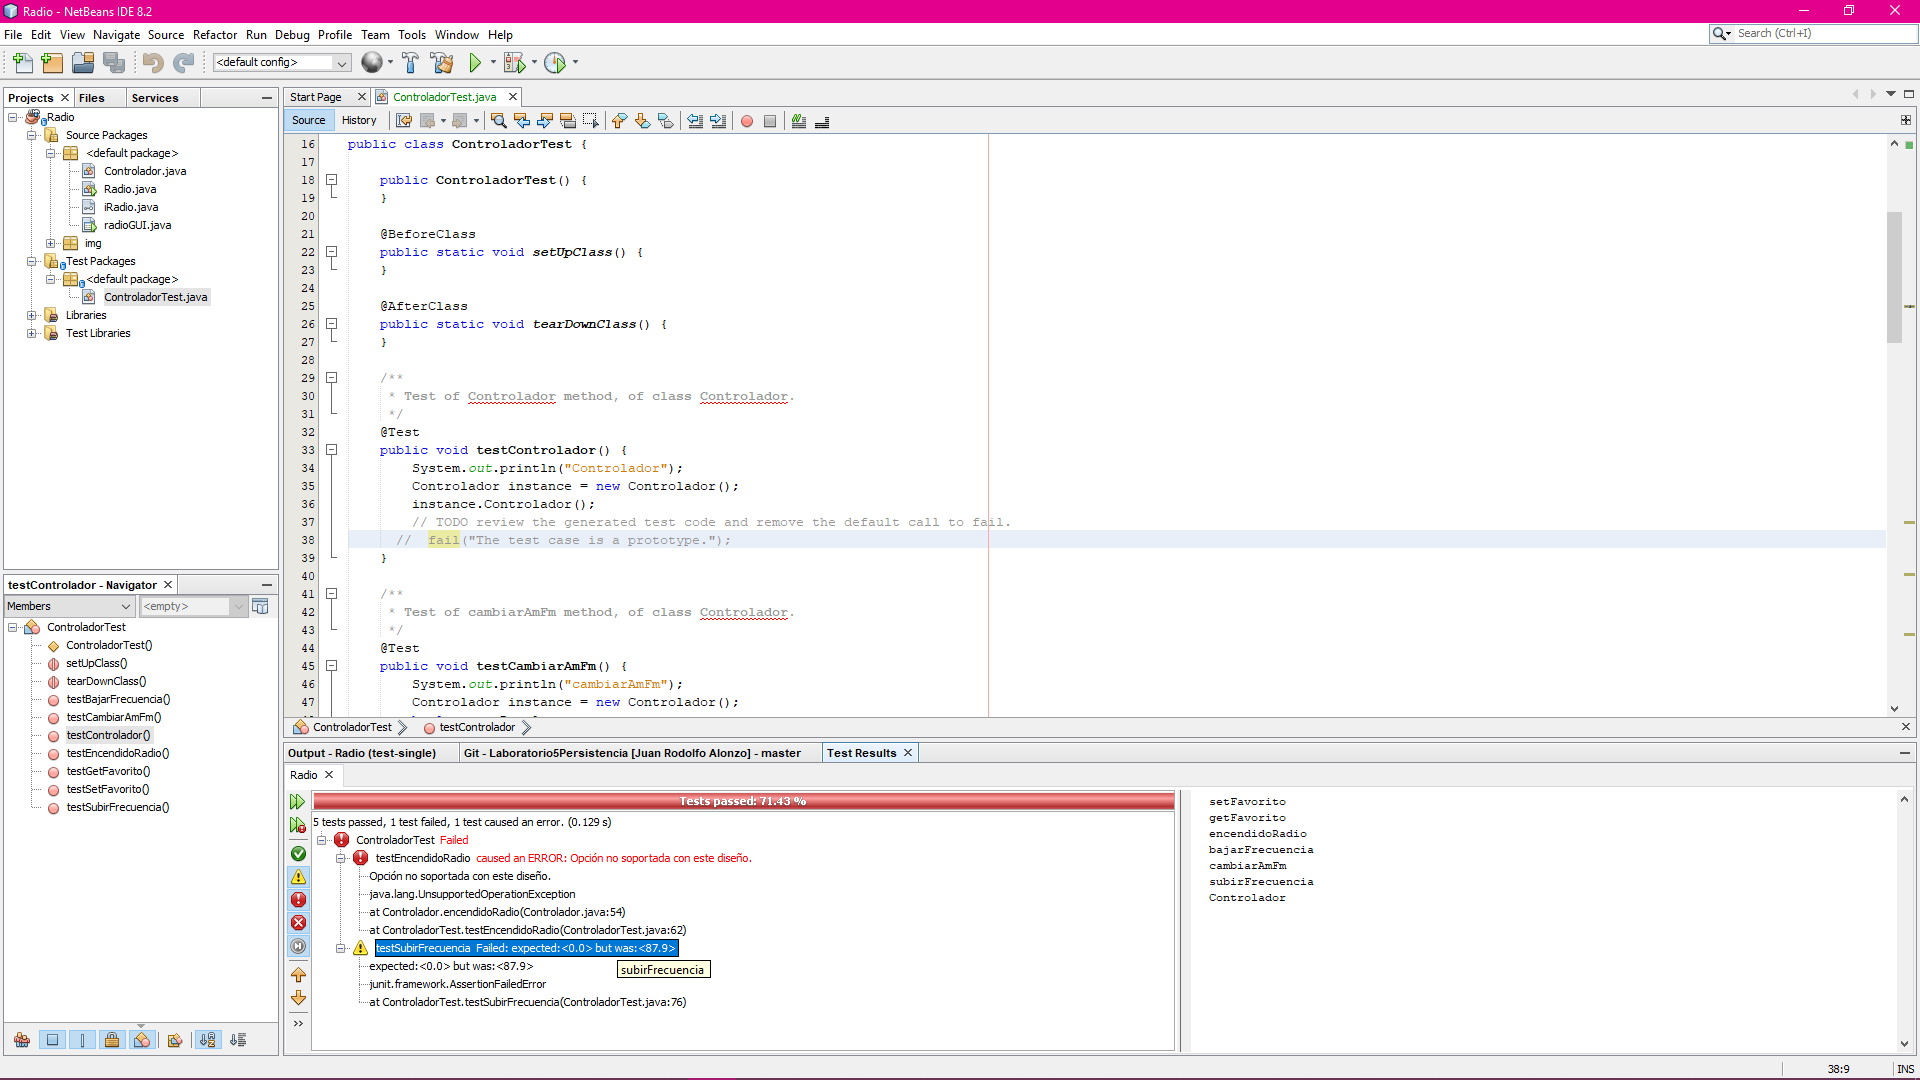 Radio - NetBeans IDE 8.2
File Edit View Navigate Source Refactor Run Debug Profile Team Tools Window Help
Search (Ctrl+I)
<default config>
Projects Files Services
Radio
Source Packages
<default package>
Controlador.java
Radio.java
iRadio.java
radioGUI.java
img
Test Packages
<default package>
ControladorTest.java
Libraries
Test Libraries
testControlador - Navigator
Members <empty>
ControladorTest
ControladorTest()
setUpClass()
tearDownClass()
testBajarFrecuencia()
testCambiarAmFm()
testControlador()
testEncendidoRadio()
testGetFavorito()
testSetFavorito()
testSubirFrecuencia()
Start Page ControladorTest.java
Source History
16 public class ControladorTest {
17
18 public ControladorTest() {
19 }
20
21 @BeforeClass
22 public static void setUpClass() {
23 }
24
25 @AfterClass
26 public static void tearDownClass() {
27 }
28
29 /**
30 * Test of Controlador method, of class Controlador.
31 */
32 @Test
33 public void testControlador() {
34 System.out.println("Controlador");
35 Controlador instance = new Controlador();
36 instance.Controlador();
37 // TODO review the generated test code and remove the default call to fail.
38 // fail("The test case is a prototype.");
39 }
40
41 /**
42 * Test of cambiarAmFm method, of class Controlador.
43 */
44 @Test
45 public void testCambiarAmFm() {
46 System.out.println("cambiarAmFm");
47 Controlador instance = new Controlador();
ControladorTest testControlador
Output - Radio (test-single) Git - Laboratorio5Persistencia [Juan Rodolfo Alonzo] - master Test Results
Radio
Tests passed: 71.43 %
5 tests passed, 1 test failed, 1 test caused an error. (0.129 s)
ControladorTest Failed
testEncendidoRadio caused an ERROR: Opción no soportada con este diseño.
Opción no soportada con este diseño.
java.lang.UnsupportedOperationException
at Controlador.encendidoRadio(Controlador.java:54)
at ControladorTest.testEncendidoRadio(ControladorTest.java:62)
testSubirFrecuencia Failed: expected:<0.0> but was:<87.9>
expected:<0.0> but was:<87.9>
subirFrecuencia
junit.framework.AssertionFailedError
at ControladorTest.testSubirFrecuencia(ControladorTest.java:76)
setFavorito
getFavorito
encendidoRadio
bajarFrecuencia
cambiarAmFm
subirFrecuencia
Controlador
38:9 INS